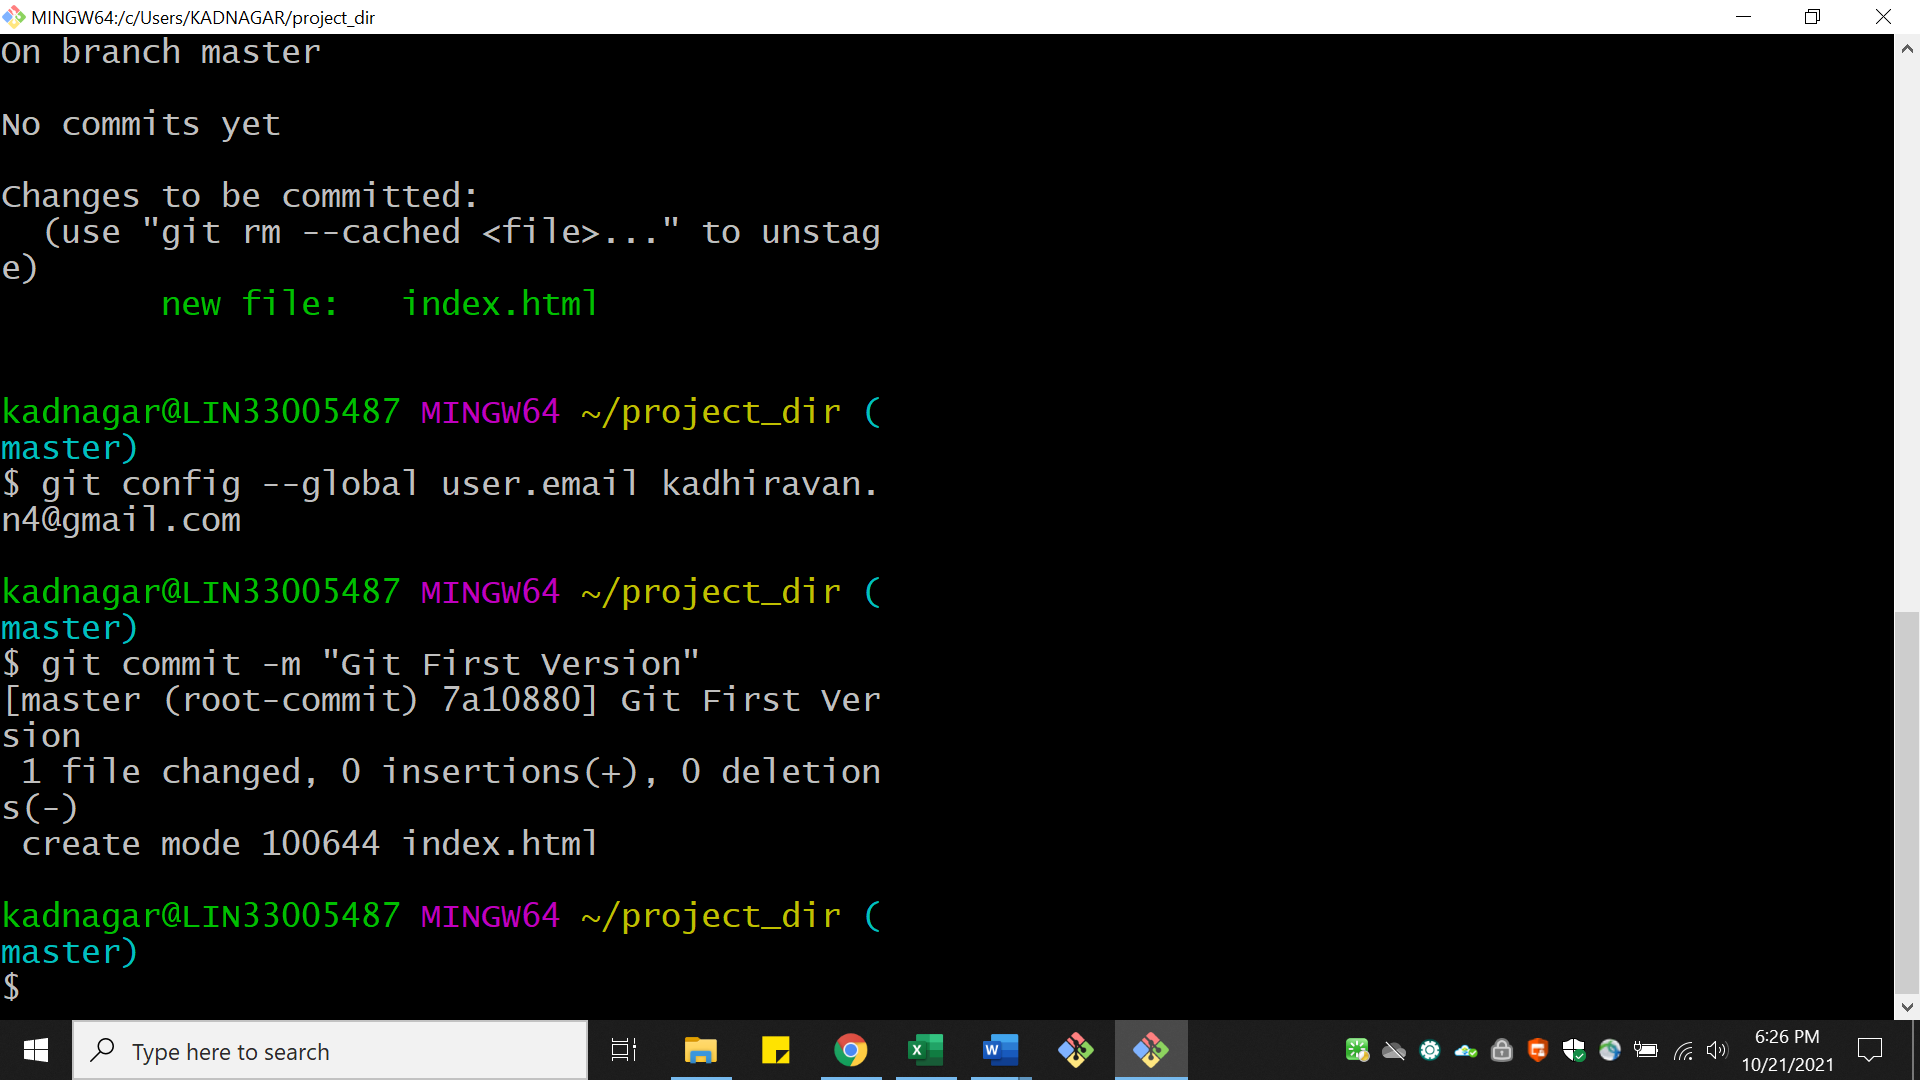 MINGW64:/c/Users/KADNAGAR/project_dir
On branch master
No commits yet
Changes to be committed:
  (use "git rm --cached <file>..." to unstag
e)
        new file:   index.html
kadnagar@LIN33005487 MINGW64 ~/project_dir (
master)
$ git config --global user.email kadhiravan.
n4@gmail.com
kadnagar@LIN33005487 MINGW64 ~/project_dir (
master)
$ git commit -m "Git First Version"
[master (root-commit) 7a10880] Git First Ver
sion
 1 file changed, 0 insertions(+), 0 deletion
s(-)
 create mode 100644 index.html
kadnagar@LIN33005487 MINGW64 ~/project_dir (
master)
$
Type here to search
6:26 PM
10/21/2021